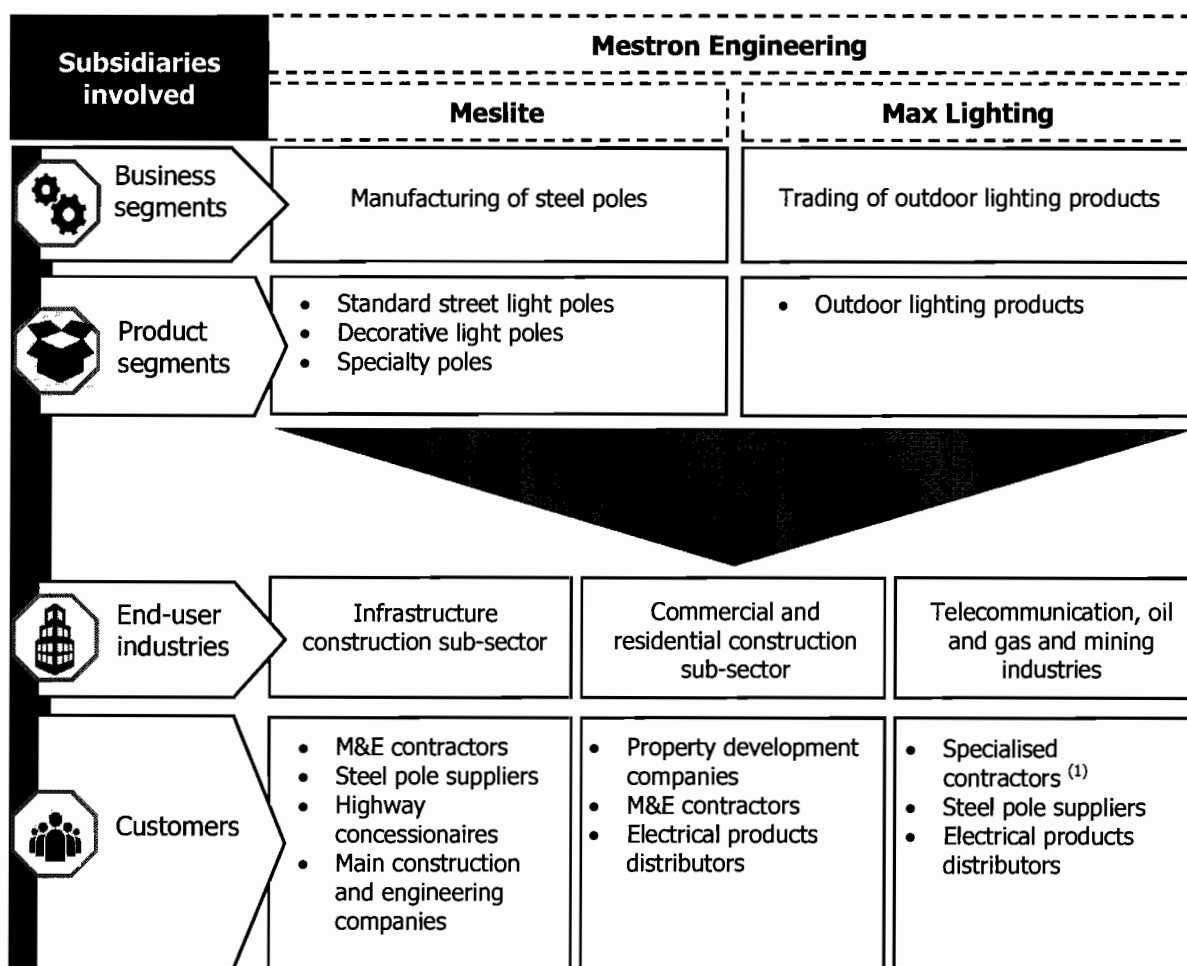 Subsidiaries
involved
Mestron Engineering
Meslite
Max Lighting
Business
segments
Manufacturing of steel poles
Trading of outdoor lighting products
Product
segments
• Standard street light poles
• Decorative light poles
• Specialty poles
• Outdoor lighting products
End-user
industries
Infrastructure
construction sub-sector
Commercial and
residential construction
sub-sector
Telecommunication, oil
and gas and mining
industries
Customers
• M&E contractors
• Steel pole suppliers
• Highway
concessionaires
• Main construction
and engineering
companies
• Property development
companies
• M&E contractors
• Electrical products
distributors
• Specialised
contractors (1)
• Steel pole suppliers
• Electrical products
distributors